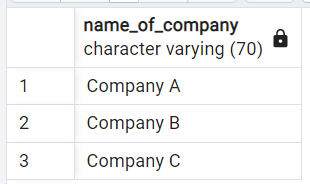 name_of_company
character varying (70)
1 Company A
2 Company B
3 Company C